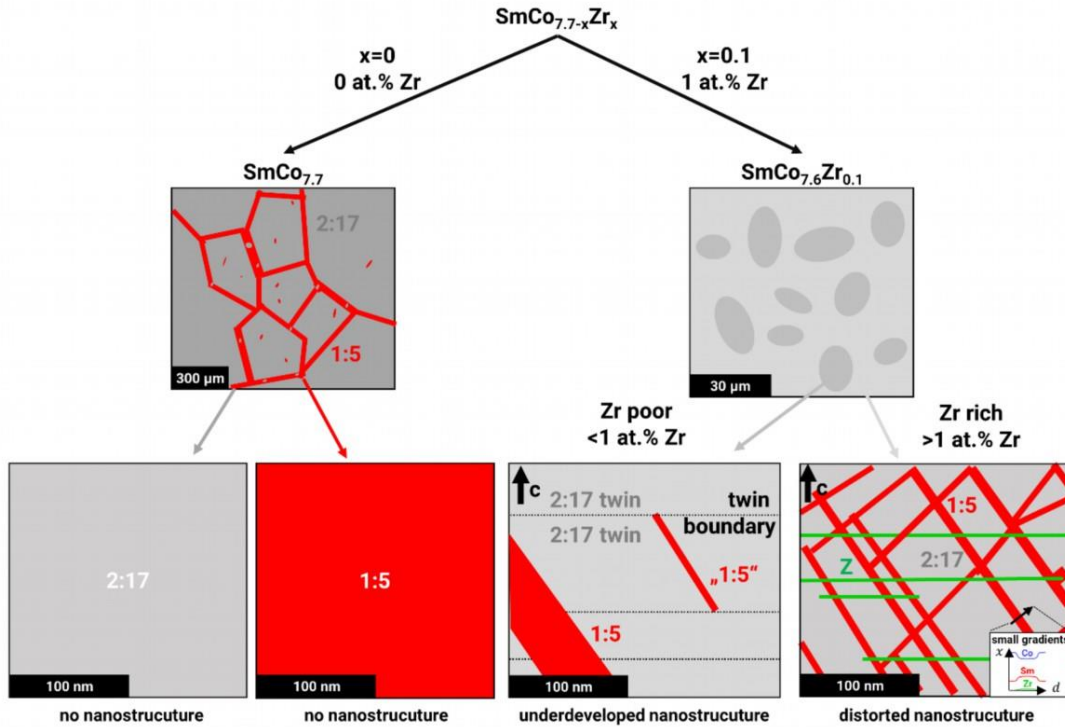 SmCo7.7-xZrx
x=0
0 at.% Zr
x=0.1
1 at.% Zr
SmCo7.7
SmCo7.6Zr0.1
2:17
1:5
300 µm
30 µm
Zr poor
<1 at.% Zr
Zr rich
>1 at.% Zr
2:17
100 nm
no nanostrucuture
1:5
100 nm
no nanostrucuture
c
2:17 twin
2:17 twin
twin
boundary
„1:5“
1:5
100 nm
underdeveloped nanostrucuture
c
1:5
2:17
Z
small gradients
x
Co
Sm
Zr
d
100 nm
distorted nanostrucuture